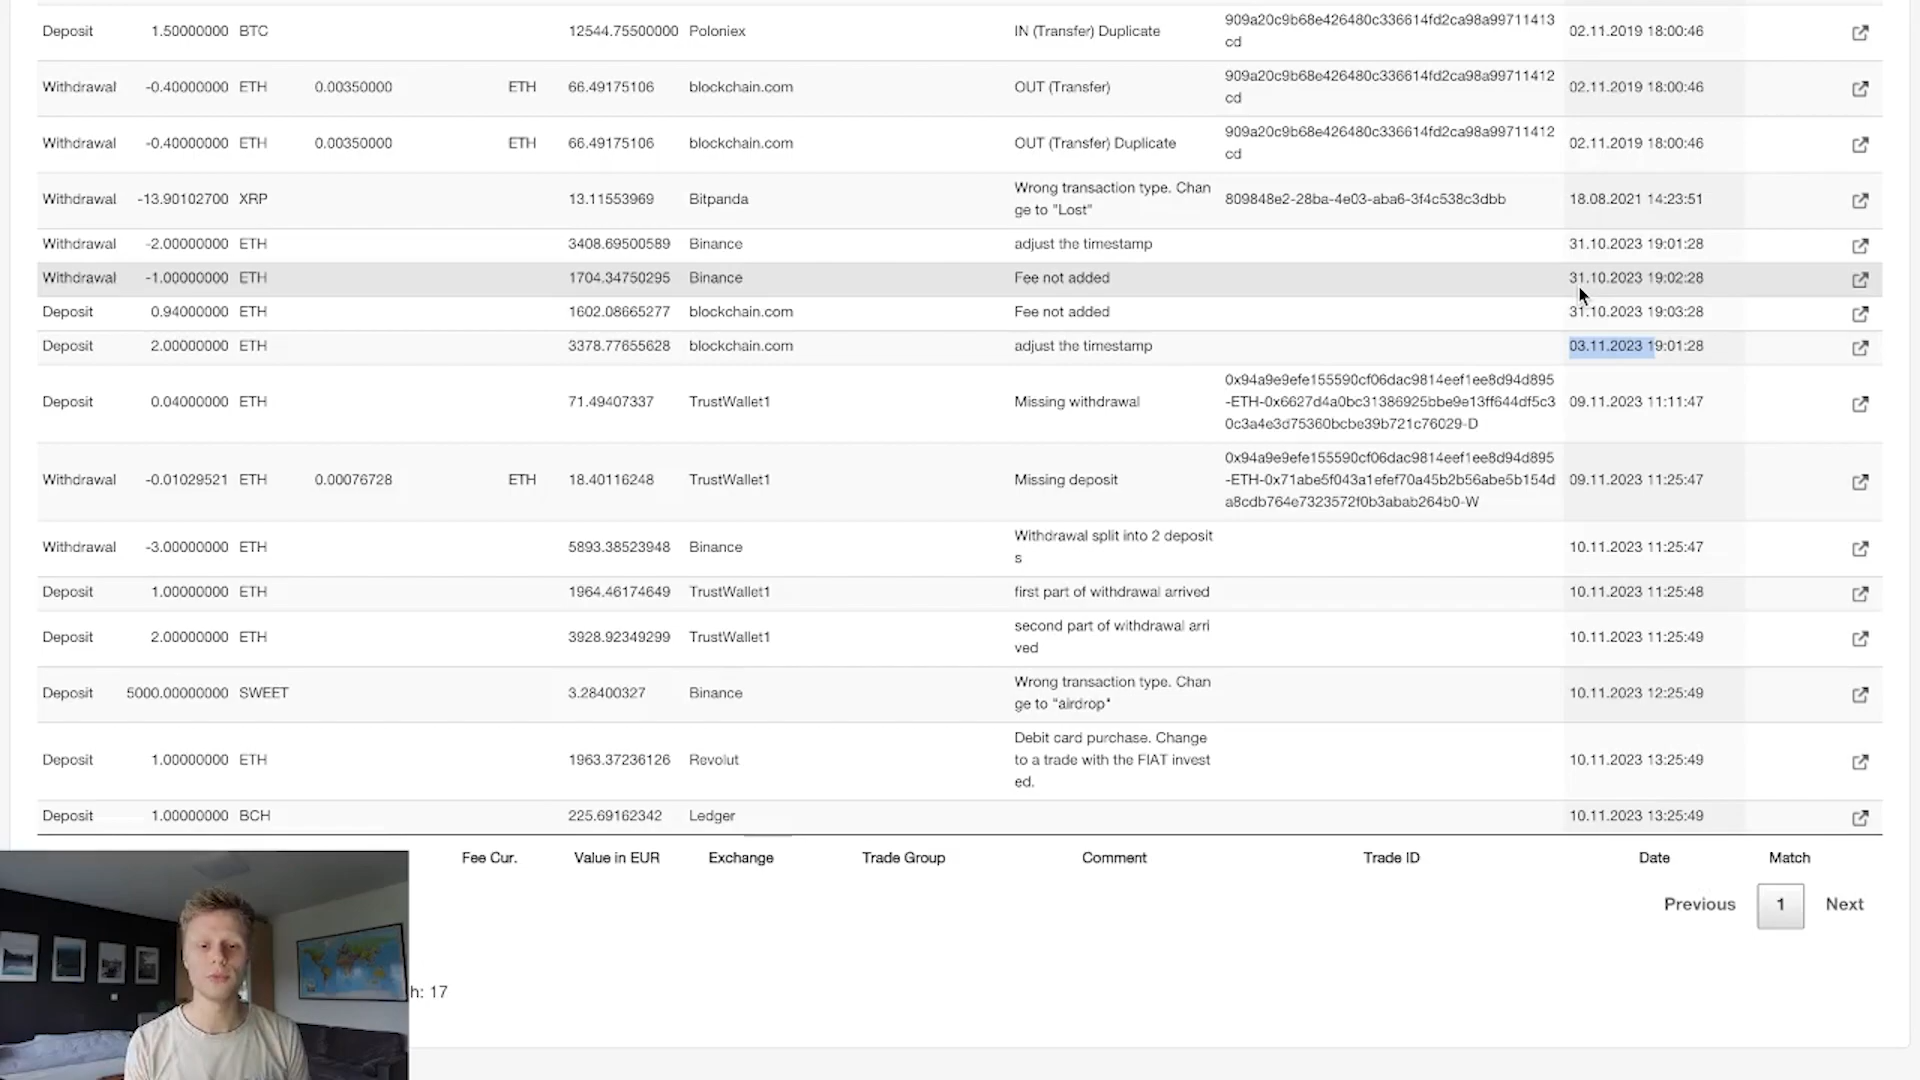 Deposit 1.50000000 BTC 12544.75500000 Poloniex IN (Transfer) Duplicate 909a20c9b68e426480c336614fd2ca98a99711413 02.11.2019 18:00:46
cd
Withdrawal -0.40000000 ETH 0.00350000 ETH 66.49175106 blockchain.com OUT (Transfer) 909a20c9b68e426480c336614fd2ca98a99711412 02.11.2019 18:00:46
cd
Withdrawal -0.40000000 ETH 0.00350000 ETH 66.49175106 blockchain.com OUT (Transfer) Duplicate 909a20c9b68e426480c336614fd2ca98a99711412 02.11.2019 18:00:46
cd
Withdrawal -13.90102700 XRP 13.11553969 Bitpanda Wrong transaction type. Chan 809848e2-28ba-4e03-aba6-3f4c538c3dbb 18.08.2021 14:23:51
ge to "Lost"
Withdrawal -2.00000000 ETH 3408.69500589 Binance adjust the timestamp 31.10.2023 19:01:28
Withdrawal -1.00000000 ETH 1704.34750295 Binance Fee not added 31.10.2023 19:02:28
Deposit 0.94000000 ETH 1602.08665277 blockchain.com Fee not added 31.10.2023 19:03:28
Deposit 2.00000000 ETH 3378.77655628 blockchain.com adjust the timestamp 03.11.2023 19:01:28
0x94a9e9efe155590cf06dac9814eef1ee8d94d895
Deposit 0.04000000 ETH 71.49407337 TrustWallet1 Missing withdrawal -ETH-0x6627d4a0bc31386925bbe9e13ff644df5c3 09.11.2023 11:11:47
0c3a4e3d75360bcbe39b721c76029-D
0x94a9e9efe155590cf06dac9814eef1ee8d94d895
Withdrawal -0.01029521 ETH 0.00076728 ETH 18.40116248 TrustWallet1 Missing deposit -ETH-0x71abe5f043a1efef70a45b2b56abe5b154d 09.11.2023 11:25:47
a8cdb764e7323572f0b3abab264b0-W
Withdrawal -3.00000000 ETH 5893.38523948 Binance Withdrawal split into 2 deposit 10.11.2023 11:25:47
s
Deposit 1.00000000 ETH 1964.46174649 TrustWallet1 first part of withdrawal arrived 10.11.2023 11:25:48
Deposit 2.00000000 ETH 3928.92349299 TrustWallet1 second part of withdrawal arri 10.11.2023 11:25:49
ved
Deposit 5000.00000000 SWEET 3.28400327 Binance Wrong transaction type. Chan 10.11.2023 12:25:49
ge to "airdrop"
Debit card purchase. Change
Deposit 1.00000000 ETH 1963.37236126 Revolut to a trade with the FIAT invest 10.11.2023 13:25:49
ed.
Deposit 1.00000000 BCH 225.69162342 Ledger 10.11.2023 13:25:49
Fee Cur. Value in EUR Exchange Trade Group Comment Trade ID Date Match
Previous 1 Next
h: 17